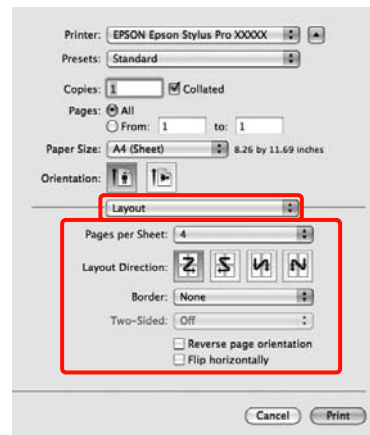 Printer: EPSON Epson Stylus Pro XXXXX
Presets: Standard
Copies: 1 Collated
Pages: All
From: 1 to: 1
Paper Size: A4 (Sheet) 8.26 by 11.69 inches
Orientation:
Layout
Pages per Sheet: 4
Layout Direction:
Border: None
Two-Sided: Off
Reverse page orientation
Flip horizontally
Cancel Print